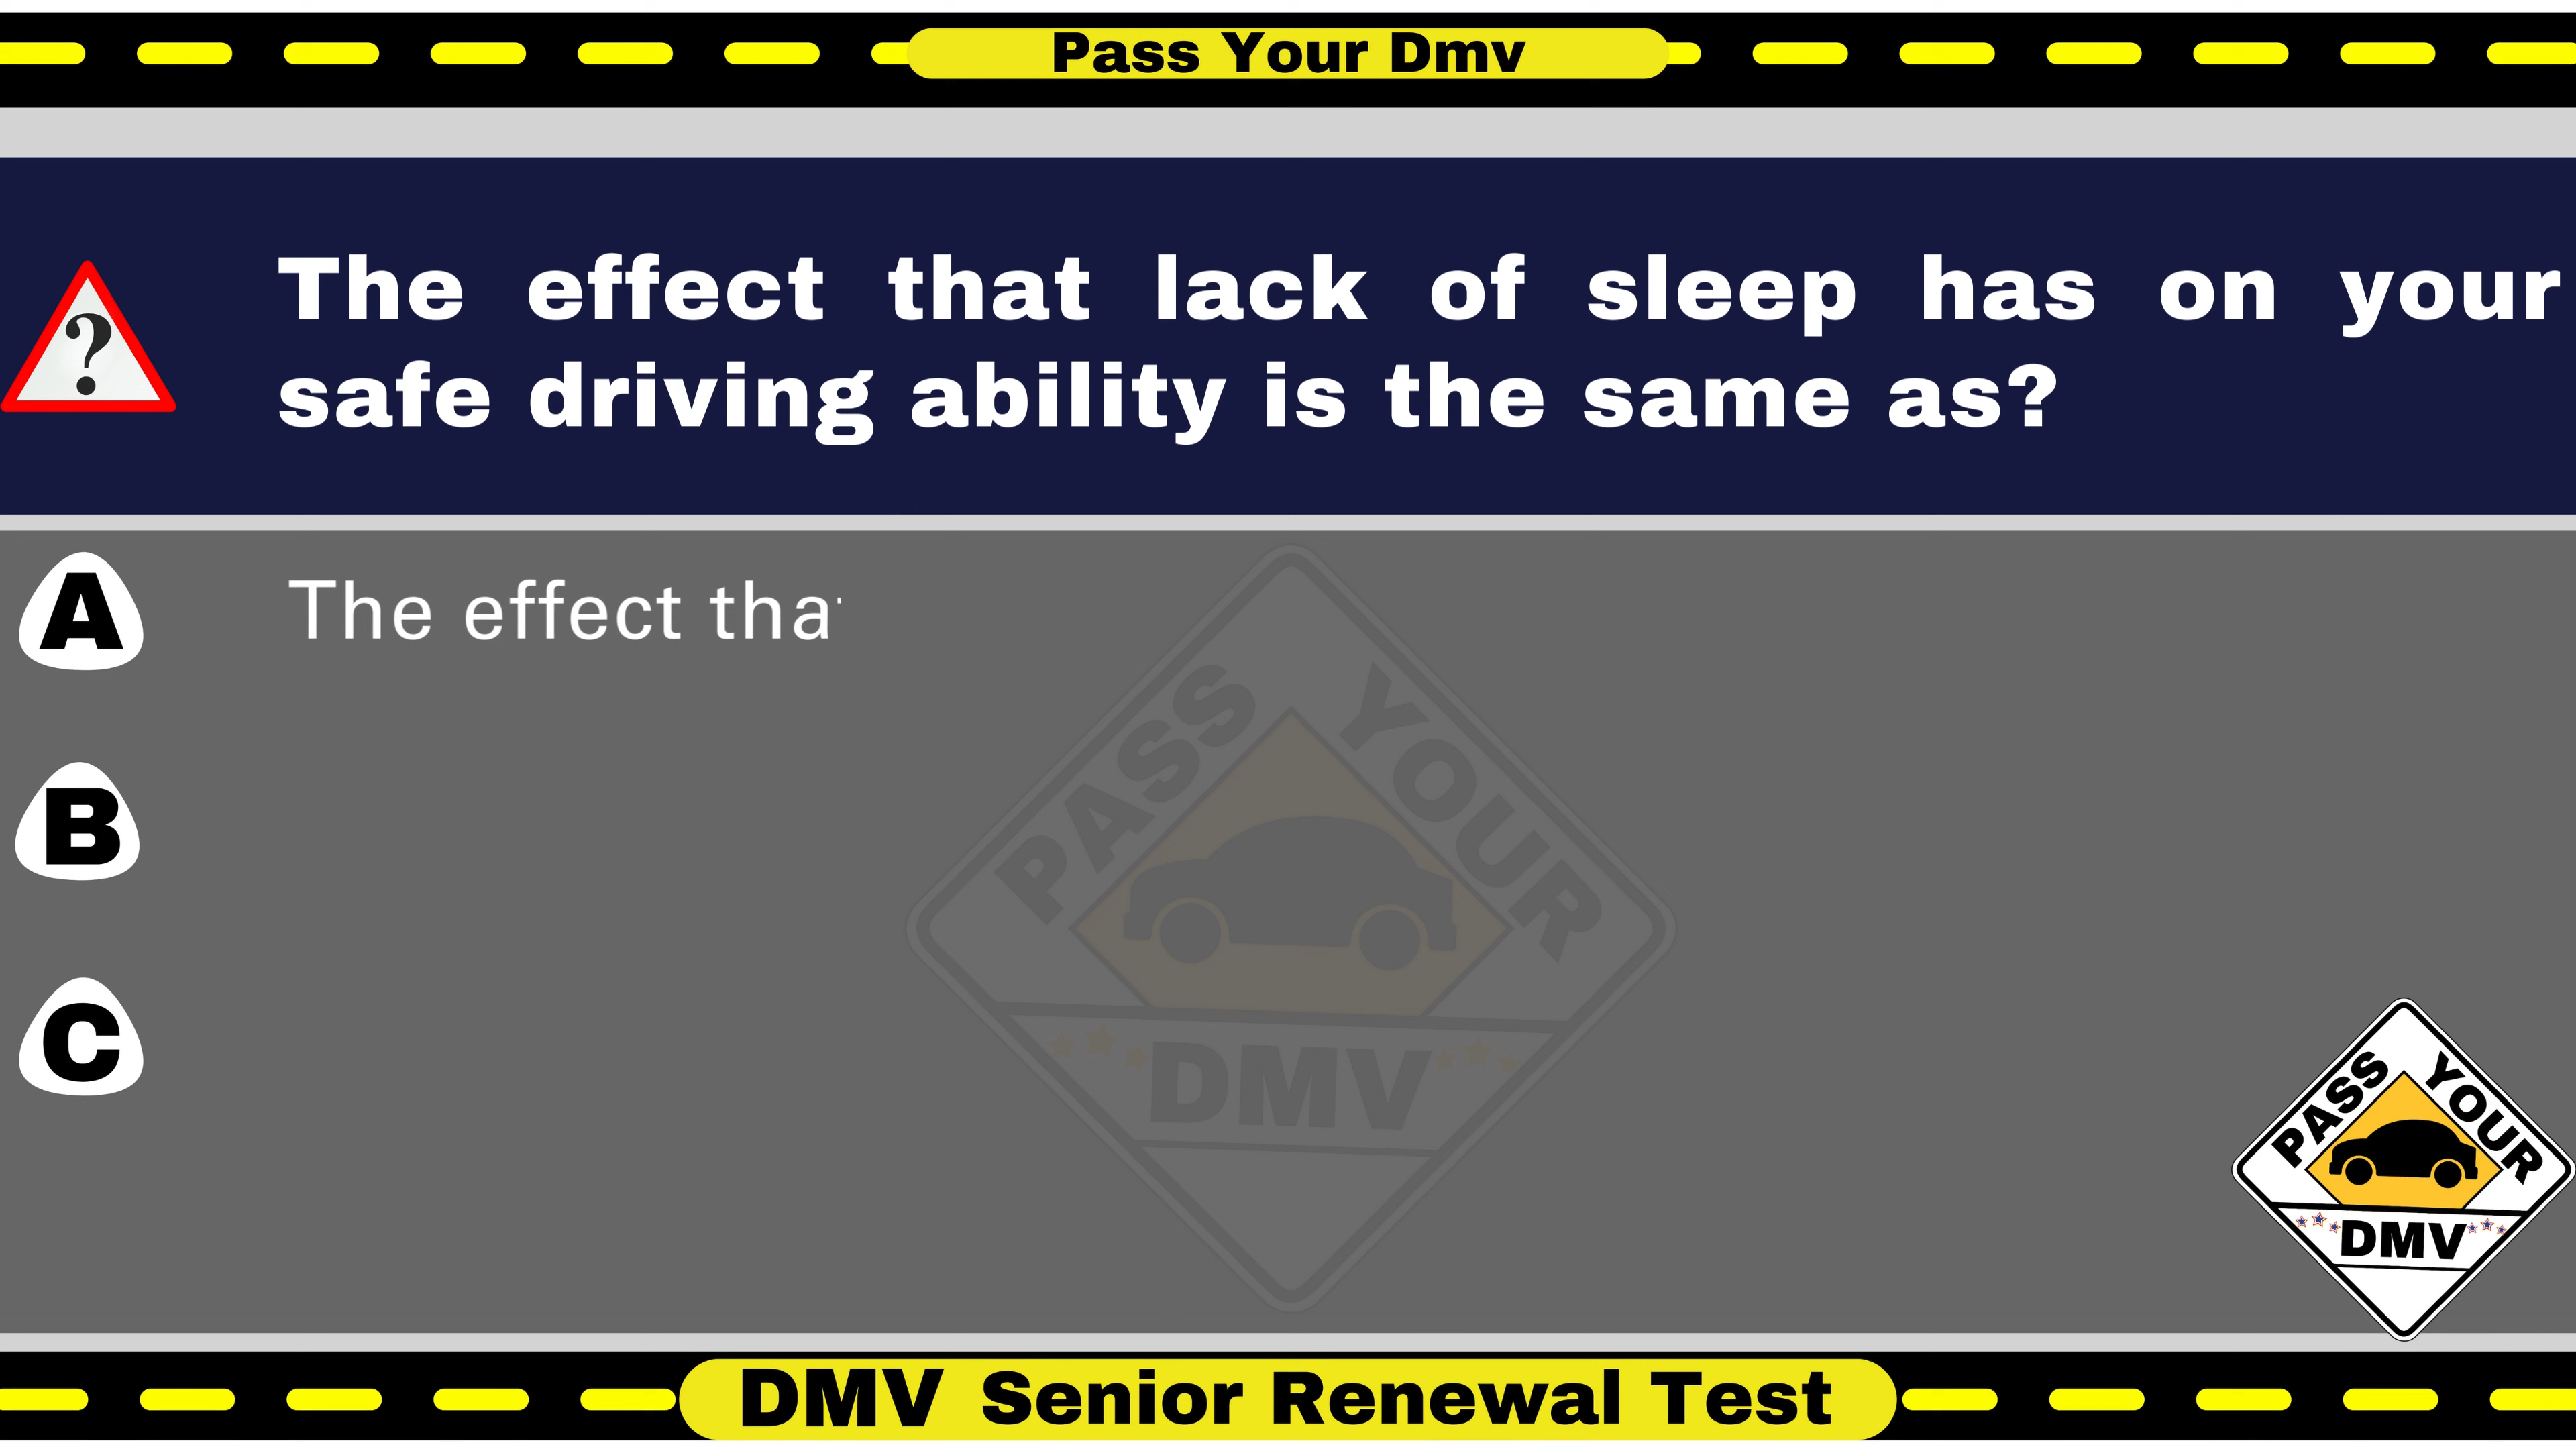 Pass Your Dmv
?
The effect that lack of sleep has on your
safe driving ability is the same as?
A
The effect
B
C
PASS YOUR
DMV
PASS YOUR
DMV
DMV Senior Renewal Test